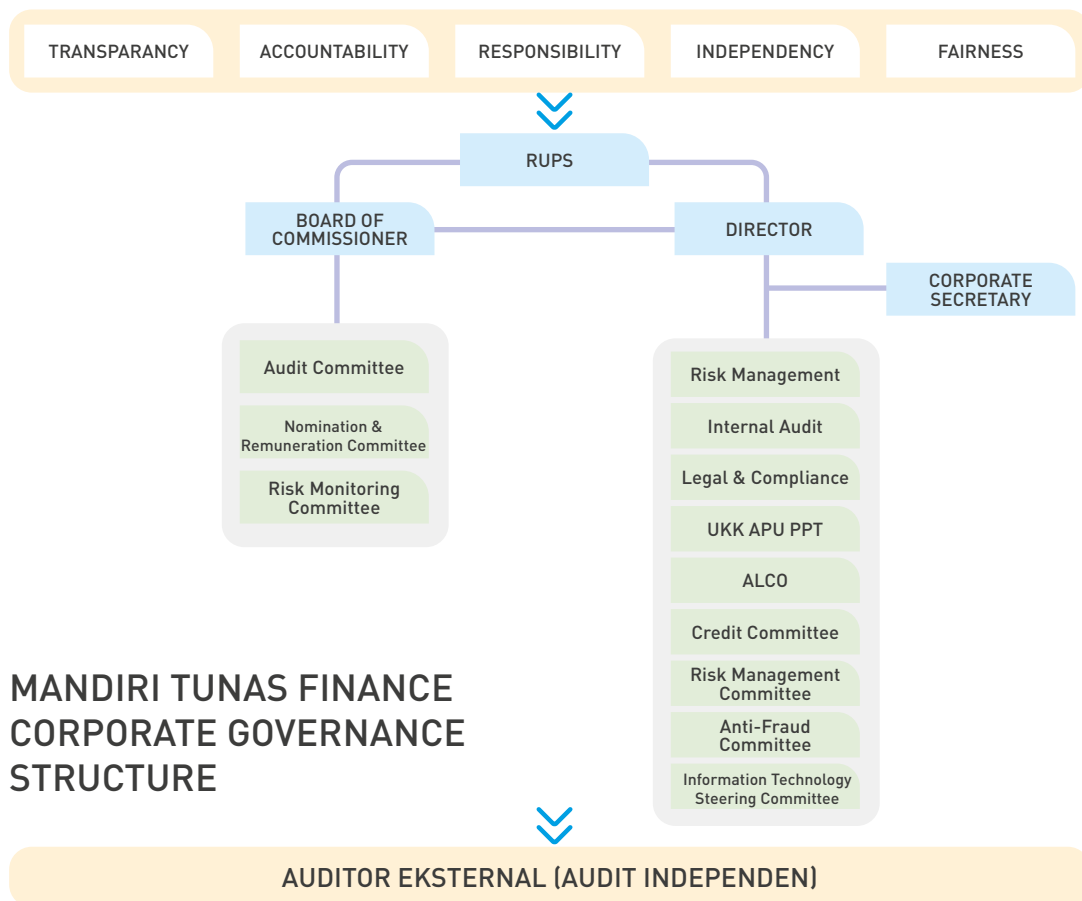 TRANSPARANCY
ACCOUNTABILITY
RESPONSIBILITY
INDEPENDENCY
FAIRNESS
RUPS
BOARD OF
COMMISSIONER
DIRECTOR
CORPORATE
SECRETARY
Audit Committee
Nomination &
Remuneration Committee
Risk Monitoring
Committee
Risk Management
Internal Audit
Legal & Compliance
UKK APU PPT
ALCO
Credit Committee
Risk Management
Committee
Anti-Fraud
Committee
Information Technology
Steering Committee
MANDIRI TUNAS FINANCE
CORPORATE GOVERNANCE
STRUCTURE
AUDITOR EKSTERNAL (AUDIT INDEPENDEN)